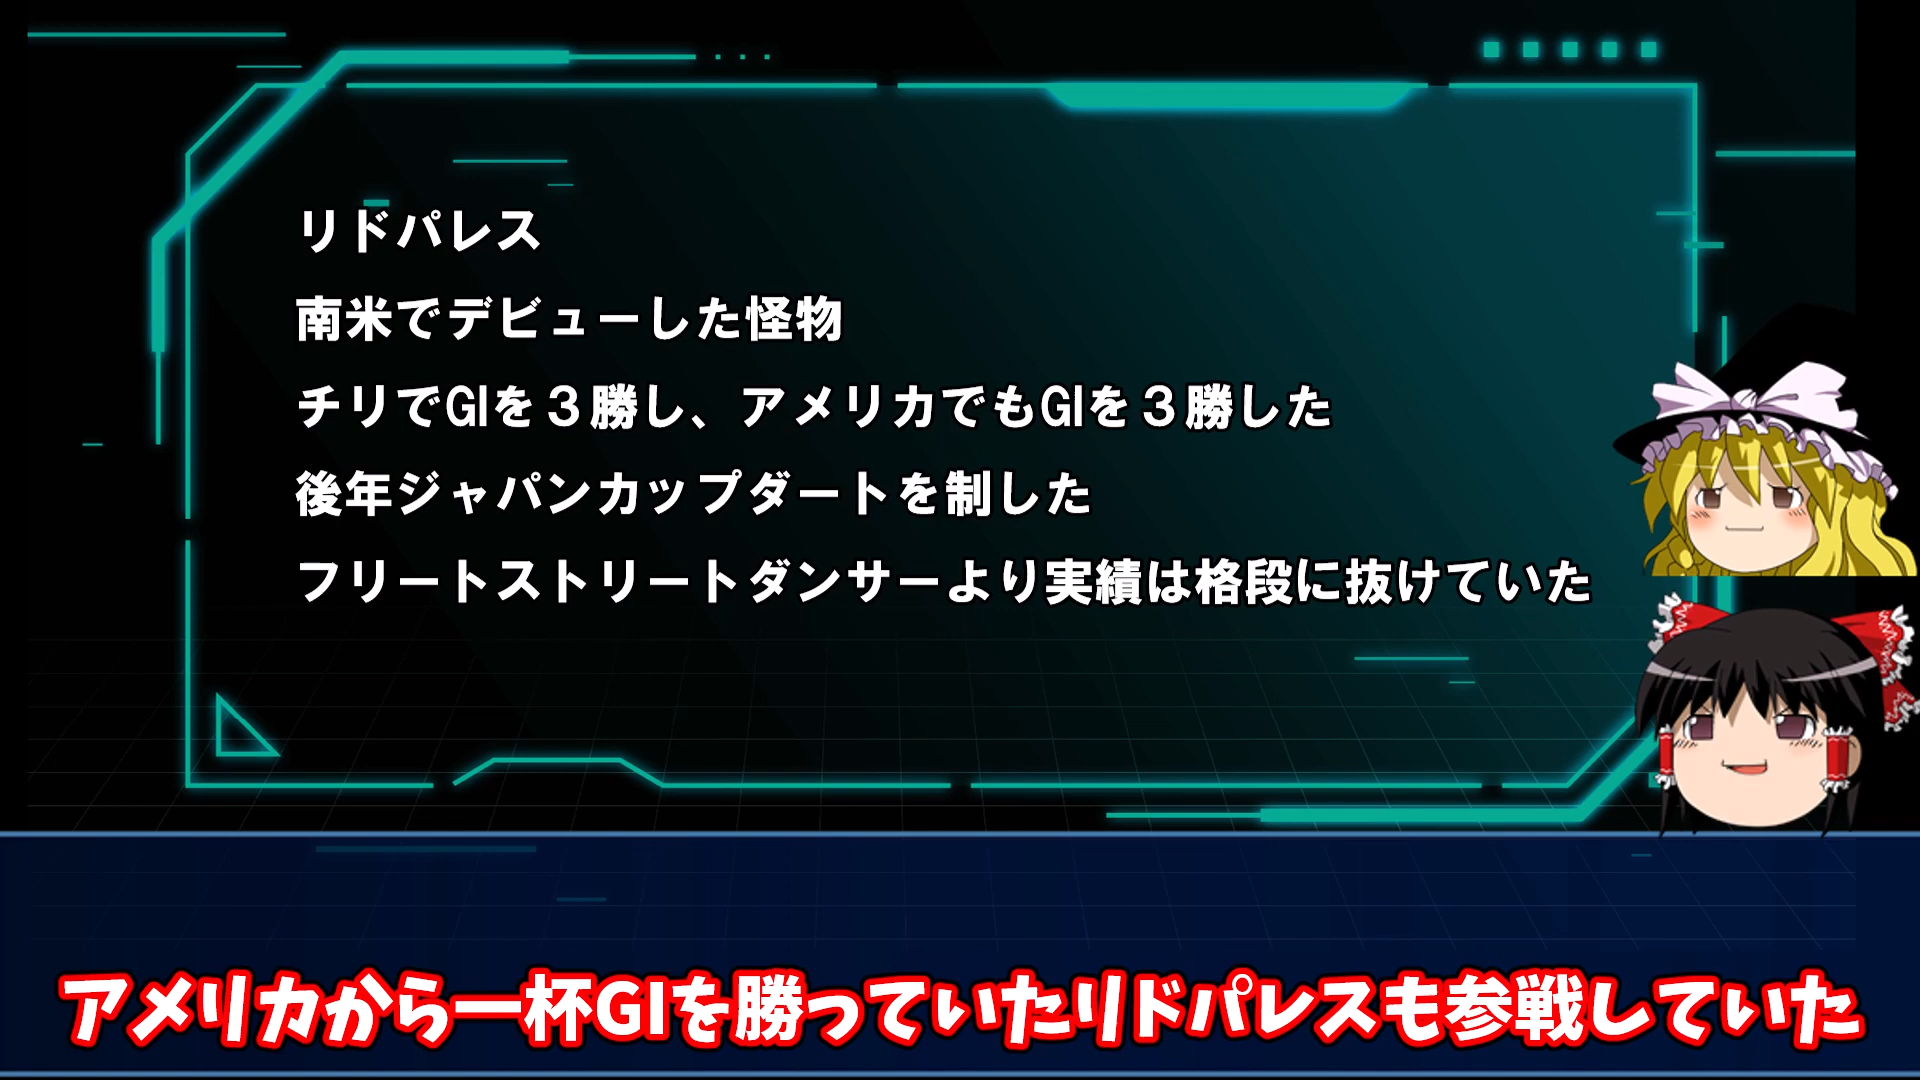 リドパレス
南米でデビューした怪物
チリでGIを３勝し、アメリカでもGIを３勝した
後年ジャパンカップダートを制した
フリートストリートダンサーより実績は格段に抜けていた
アメリカから一杯GIを勝っていたリドパレスも参戦していた